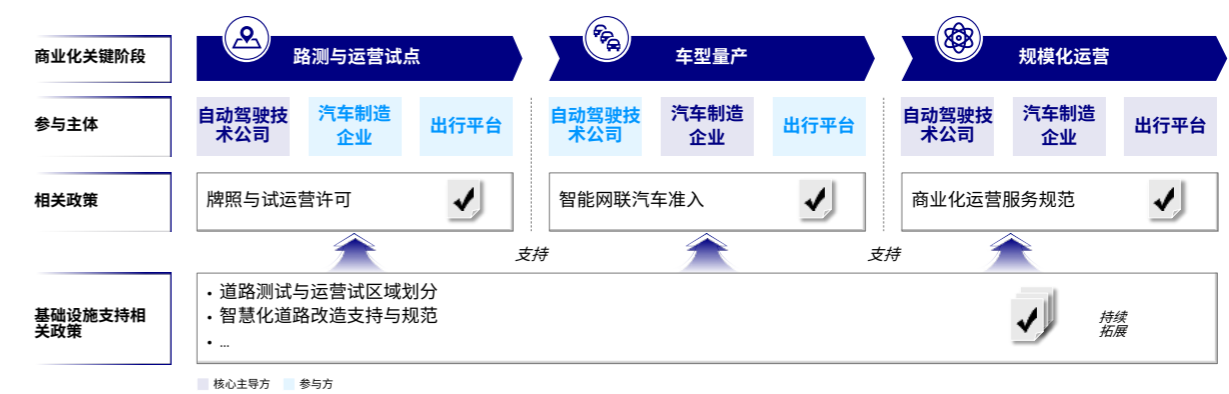 商业化关键阶段
路测与运营试点
车型量产
规模化运营
参与主体
自动驾驶技
术公司
汽车制造
企业
出行平台
自动驾驶技
术公司
汽车制造
企业
出行平台
自动驾驶技
术公司
汽车制造
企业
出行平台
相关政策
牌照与试运营许可
智能网联汽车准入
商业化运营服务规范
支持
支持
基础设施支持相
关政策
• 道路测试与运营试区域划分
• 智慧化道路改造支持与规范
• ...
持续
拓展
核心主导方
参与方